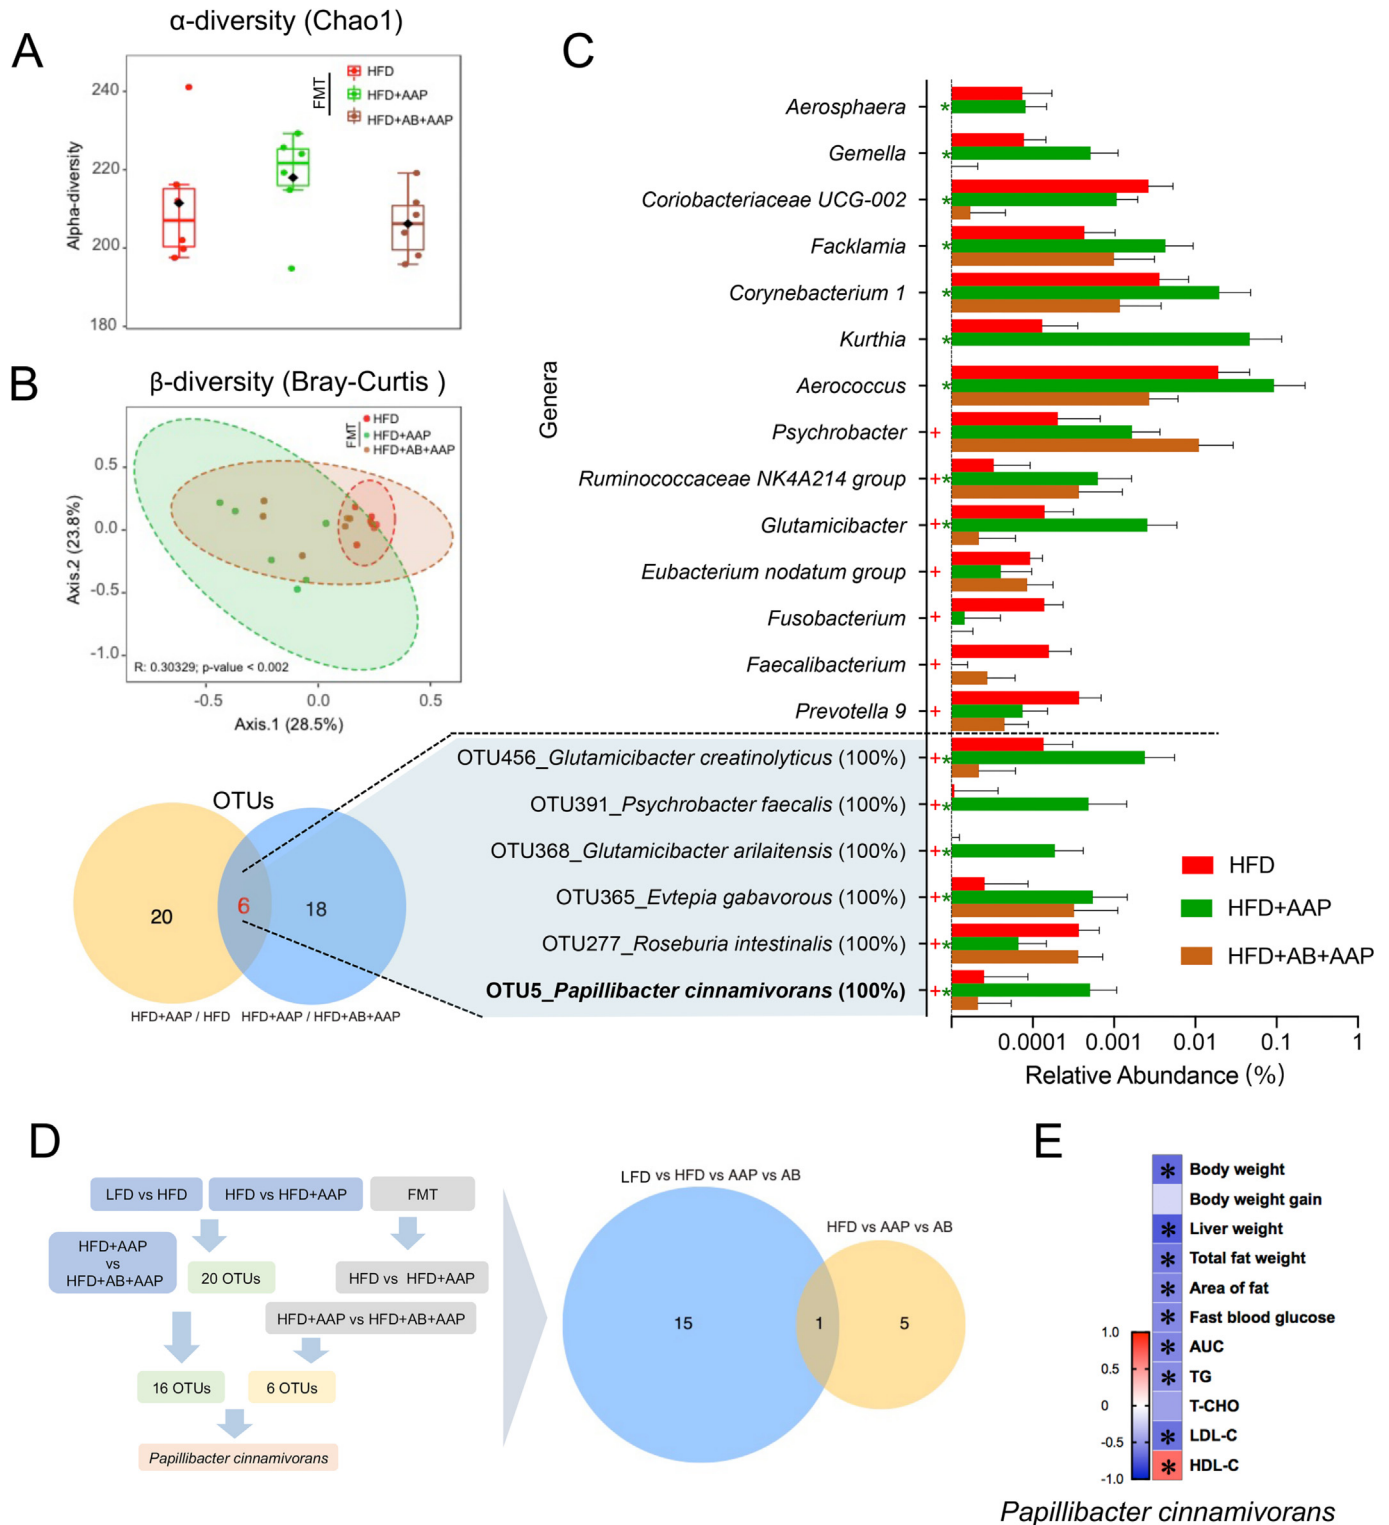 A
α-diversity (Chao1)
Alpha-diversity
240
220
200
180
FMT
HFD
HFD+AAP
HFD+AB+AAP
B
β-diversity (Bray-Curtis )
Axis.2 (23.8%)
0.5
0.0
-0.5
-1.0
FMT
HFD
HFD+AAP
HFD+AB+AAP
R: 0.30329; p-value < 0.002
-0.5
0.0
0.5
Axis.1 (28.5%)
OTUs
20
6
18
HFD+AAP / HFD
HFD+AAP / HFD+AB+AAP
C
Genera
Aerosphaera *
Gemella *
Coriobacteriaceae UCG-002 *
Facklamia *
Corynebacterium 1 *
Kurthia *
Aerococcus *
Psychrobacter +
Ruminococcaceae NK4A214 group +*
Glutamicibacter +*
Eubacterium nodatum group +
Fusobacterium +
Faecalibacterium +
Prevotella 9 +
OTU456_Glutamicibacter creatinolyticus (100%) +*
OTU391_Psychrobacter faecalis (100%) +*
OTU368_Glutamicibacter arilaitensis (100%) +*
OTU365_Evtepia gabavorous (100%) +*
OTU277_Roseburia intestinalis (100%) +*
OTU5_Papillibacter cinnamivorans (100%) +*
HFD
HFD+AAP
HFD+AB+AAP
0.0001
0.001
0.01
0.1
1
Relative Abundance (%)
D
LFD vs HFD
HFD vs HFD+AAP
FMT
HFD+AAP
vs
HFD+AB+AAP
20 OTUs
HFD vs HFD+AAP
HFD+AAP vs HFD+AB+AAP
16 OTUs
6 OTUs
Papillibacter cinnamivorans
LFD vs HFD vs AAP vs AB
HFD vs AAP vs AB
15
1
5
E
* Body weight
Body weight gain
* Liver weight
* Total fat weight
* Area of fat
* Fast blood glucose
* AUC
* TG
T-CHO
* LDL-C
* HDL-C
1.0
0.5
0
-0.5
-1.0
Papillibacter cinnamivorans